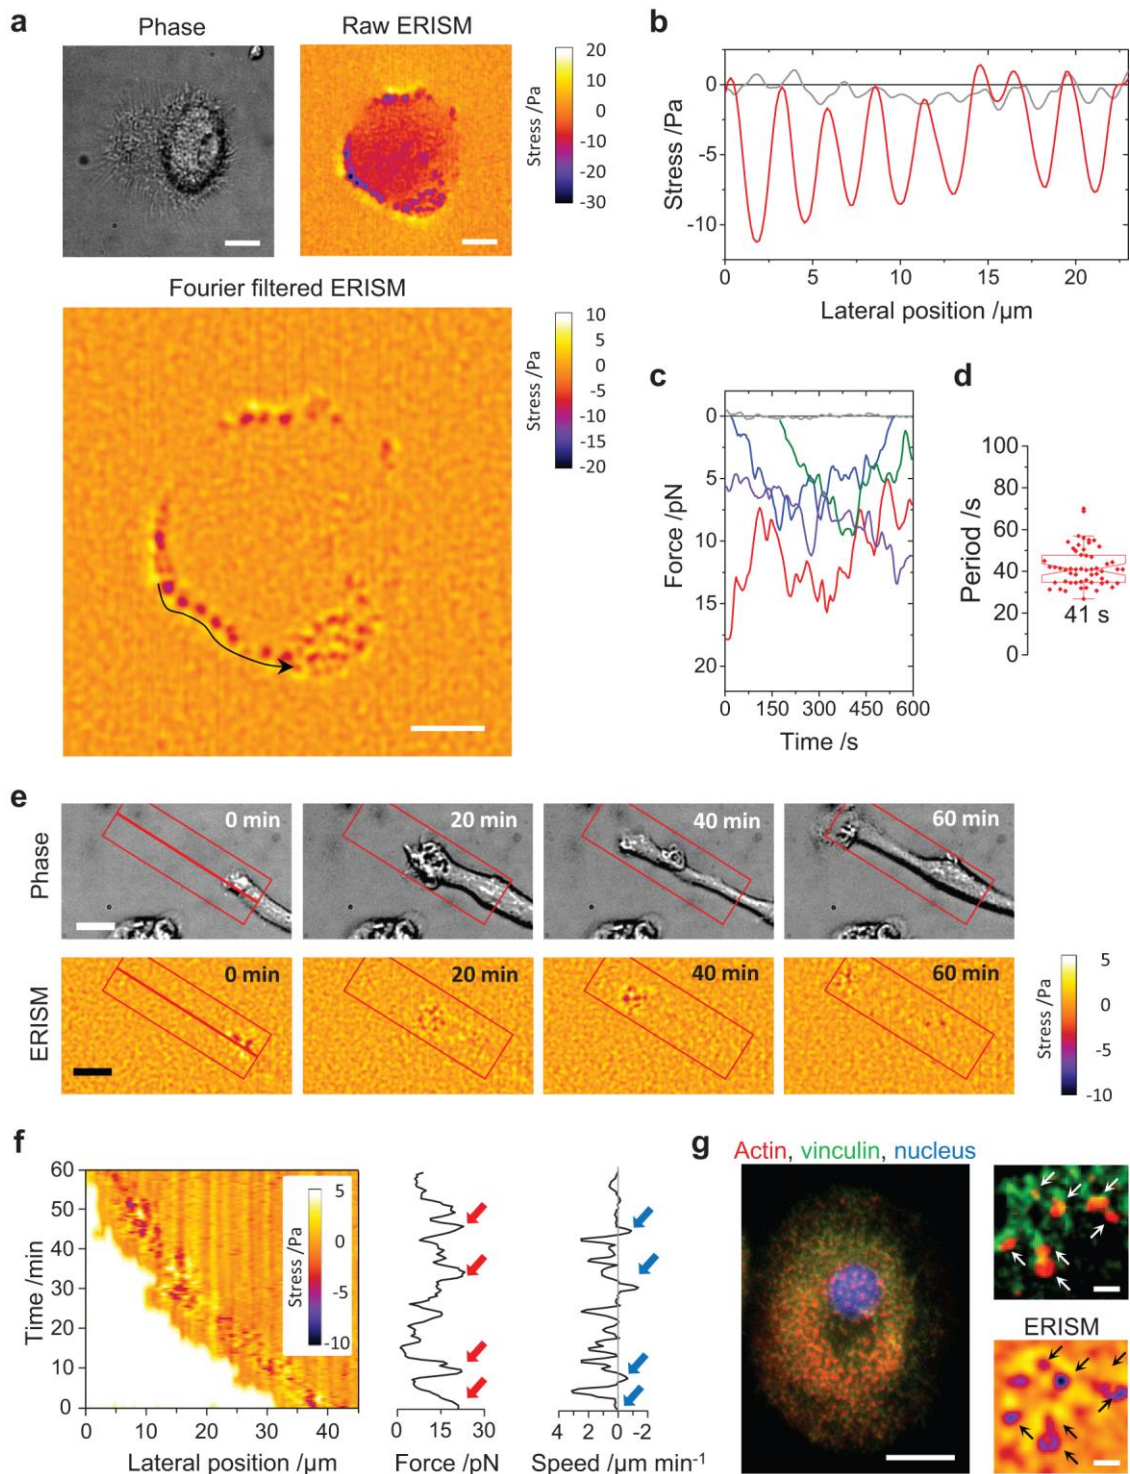 a
Phase
Raw ERISM
20
10
0
-10
-20
-30
Stress /Pa
Fourier filtered ERISM
10
5
0
-5
-10
-15
-20
Stress /Pa
b
0
-5
-10
Stress /Pa
0 5 10 15 20
Lateral position /µm
c
0
5
10
15
20
Force /pN
0 150 300 450 600
Time /s
d
100
80
60
40
20
0
Period /s
41 s
e
Phase
0 min
20 min
40 min
60 min
ERISM
0 min
20 min
40 min
60 min
5
0
-5
-10
Stress /Pa
f
60
50
40
30
20
10
0
Time /min
5
0
-5
-10
Stress /Pa
0 10 20 30 40
Lateral position /µm
0 15 30
Force /pN
4 2 0 -2
Speed /µm min⁻¹
g
Actin, vinculin, nucleus
ERISM